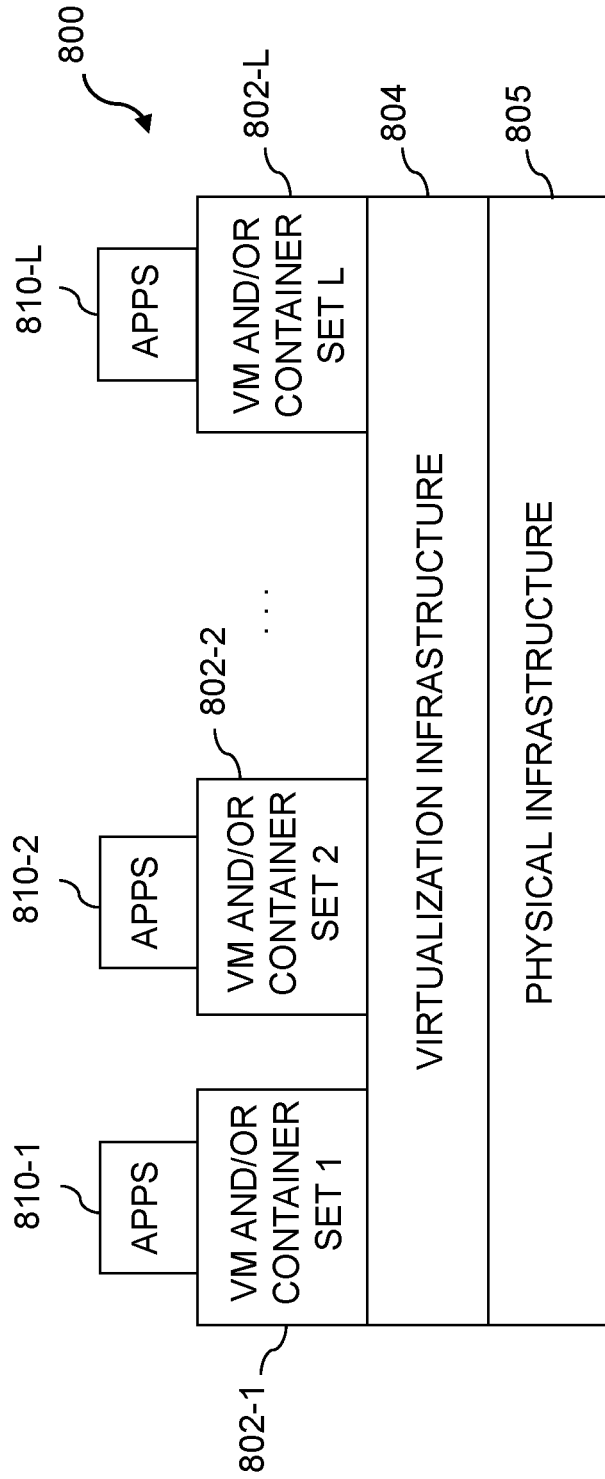 800
810-1
810-2
810-L
APPS
APPS
APPS
802-1
VM AND/OR
CONTAINER
SET 1
VM AND/OR
CONTAINER
SET 2
802-2
. . .
VM AND/OR
CONTAINER
SET L
802-L
VIRTUALIZATION INFRASTRUCTURE
804
PHYSICAL INFRASTRUCTURE
805